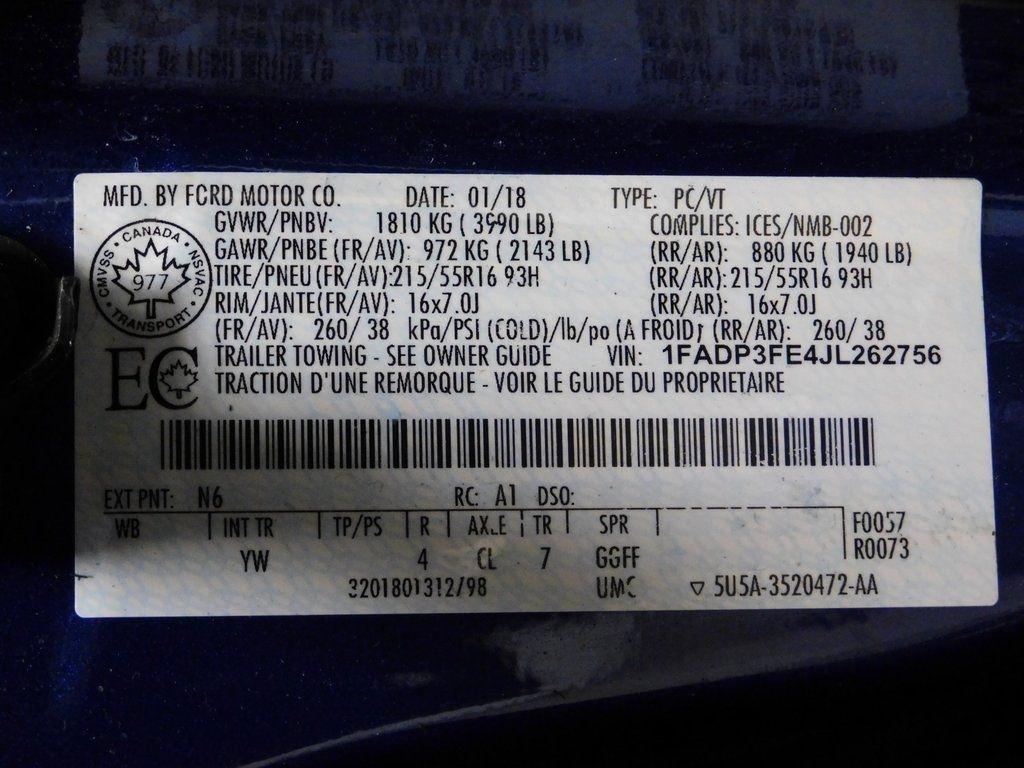 MFD. BY FORD MOTOR CO. DATE: 01/18 TYPE: PC/VT
GVWR/PNBV: 1810 KG ( 3990 LB) COMPLIES: ICES/NMB-002
GAWR/PNBE (FR/AV): 972 KG ( 2143 LB) (RR/AR): 880 KG ( 1940 LB)
TIRE/PNEU (FR/AV): 215/55R16 93H (RR/AR): 215/55R16 93H
RIM/JANTE(FR/AV): 16x7.0J (RR/AR): 16x7.0J
(FR/AV): 260/ 38 kPa/PSI (COLD)/lb/po (A FROID) (RR/AR): 260/ 38
TRAILER TOWING - SEE OWNER GUIDE VIN: 1FADP3FE4JL262756
TRACTION D'UNE REMORQUE - VOIR LE GUIDE DU PROPRIETAIRE
CANADA
CMVSS 977 NSVAC
TRANSPORT
EC
EXT PNT: N6 RC: A1 DSO:
WB INT TR TP/PS R AXLE TR SPR F0057
YW 4 CL 7 GGFF R0073
3201801312/98 UMC ▽ 5U5A-3520472-AA